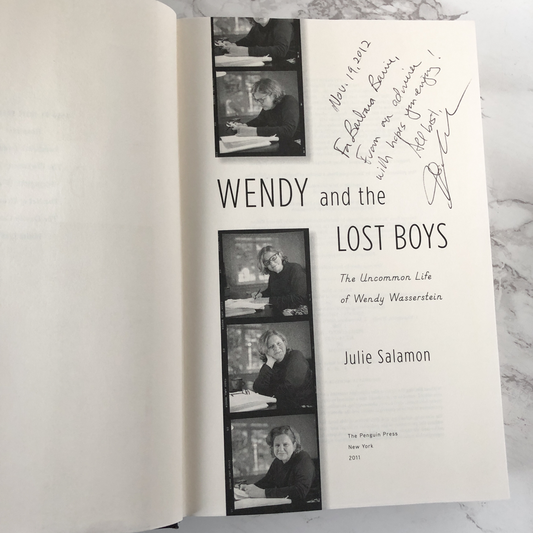 Nov. 19, 2012
For Barbara Barrie,
From an admirer
with hopes you enjoy!
All best
WENDY and the
LOST BOYS
The Uncommon Life
of Wendy Wasserstein
Julie Salamon
The Penguin Press
New York
2011